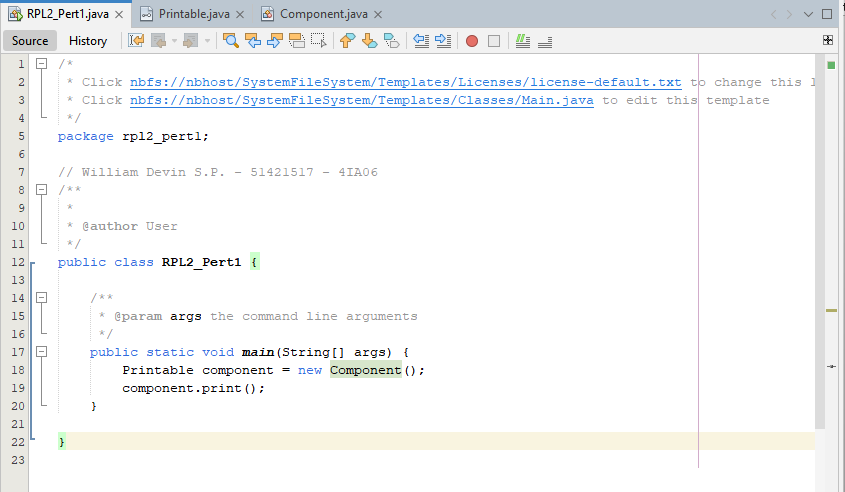 RPL2_Pert1.java Printable.java Component.java
Source History
1 /*
2 * Click nbfs://nbhost/SystemFileSystem/Templates/Licenses/license-default.txt to change this l
3 * Click nbfs://nbhost/SystemFileSystem/Templates/Classes/Main.java to edit this template
4 */
5 package rpl2_pert1;
6
7 // William Devin S.P. - 51421517 - 4IA06
8 /**
9 *
10 * @author User
11 */
12 public class RPL2_Pert1 {
13
14 /**
15 * @param args the command line arguments
16 */
17 public static void main(String[] args) {
18 Printable component = new Component();
19 component.print();
20 }
21
22 }
23